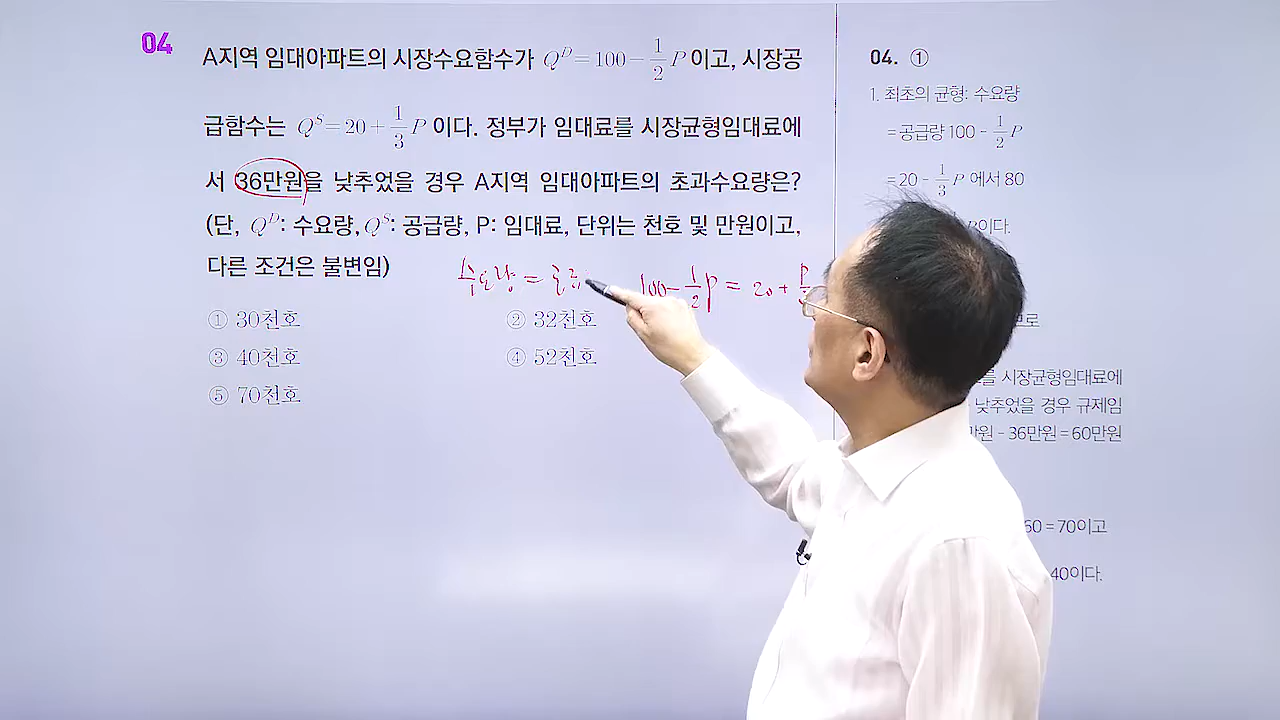 04
A지역 임대아파트의 시장수요함수가 Q^D = 100 - 1/2 P 이고, 시장공
급함수는 Q^S = 20 + 1/3 P 이다. 정부가 임대료를 시장균형임대료에
서 36만원을 낮추었을 경우 A지역 임대아파트의 초과수요량은?
(단, Q^D: 수요량, Q^S: 공급량, P: 임대료, 단위는 천호 및 만원이고,
다른 조건은 불변임)
수요량 = 공급 100 - 1/2 P = 20 +
① 30천호 ② 32천호
③ 40천호 ④ 52천호
⑤ 70천호
04. ①
1. 최초의 균형: 수요량
= 공급량 100 - 1/2 P
= 20 - 1/3 P 에서 80
P이다.
므로
를 시장균형임대료에
낮추었을 경우 규제임
만원 - 36만원 = 60만원
60 = 70이고
40이다.